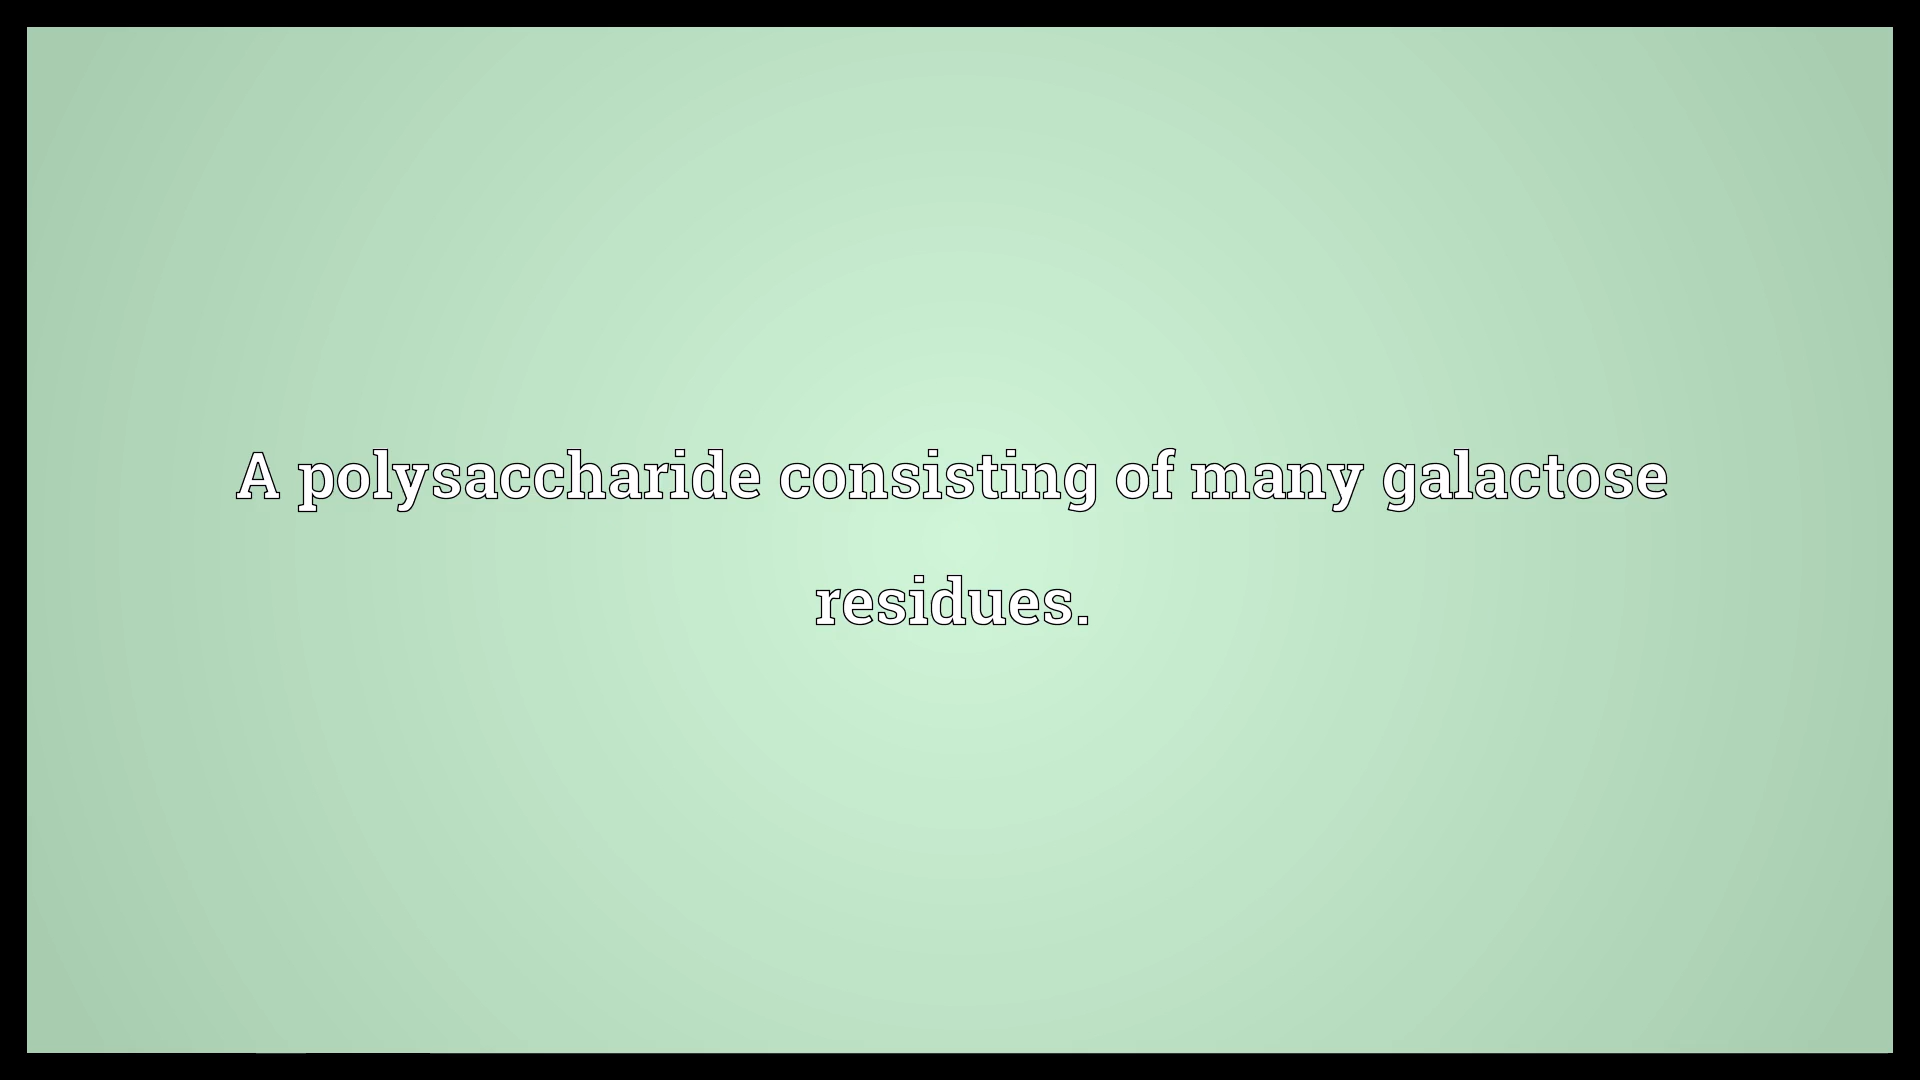 A polysaccharide consisting of many galactose
residues.